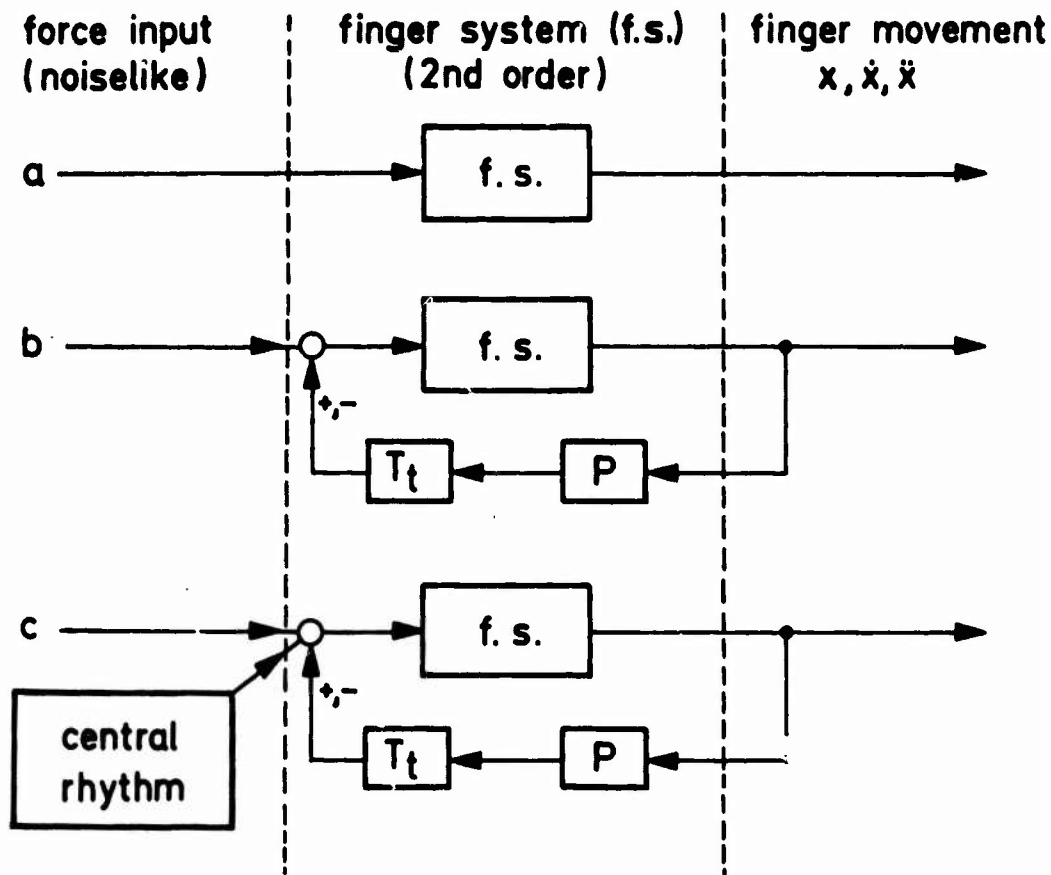 force input
(noiselike)
finger system (f.s.)
(2nd order)
finger movement
x, ẋ, ẍ
a
f. s.
b
f. s.
+,-
Tt
P
c
f. s.
+,-
central
rhythm
Tt
P